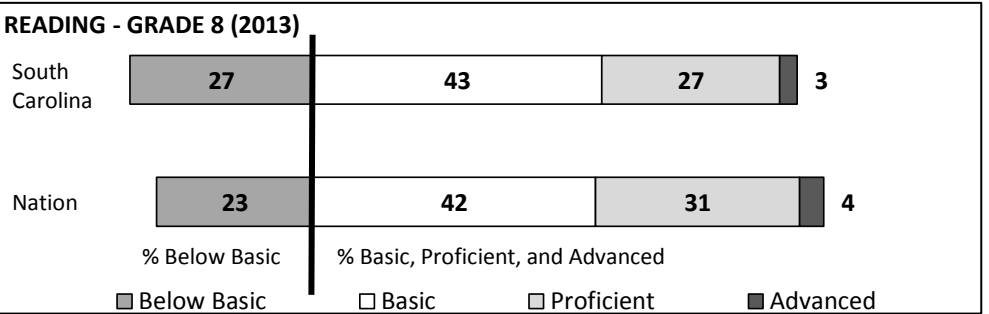 READING - GRADE 8 (2013)
South
Carolina
27 43 27 3
Nation
23 42 31 4
% Below Basic % Basic, Proficient, and Advanced
Below Basic Basic Proficient Advanced